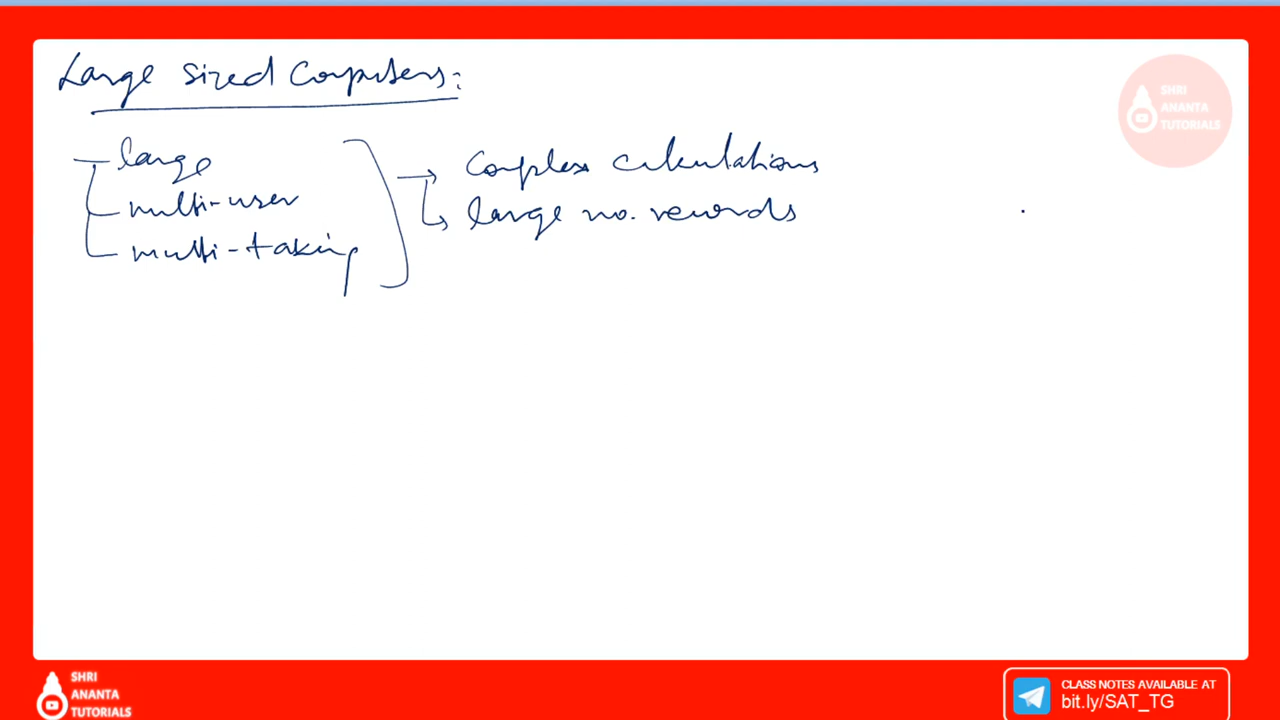 Large sized Computers:
large
multi-user
multi-taking
Complex calculations
large no. records
SHRI
ANANTA
TUTORIALS
SHRI
ANANTA
TUTORIALS
CLASS NOTES AVAILABLE AT
bit.ly/SAT_TG